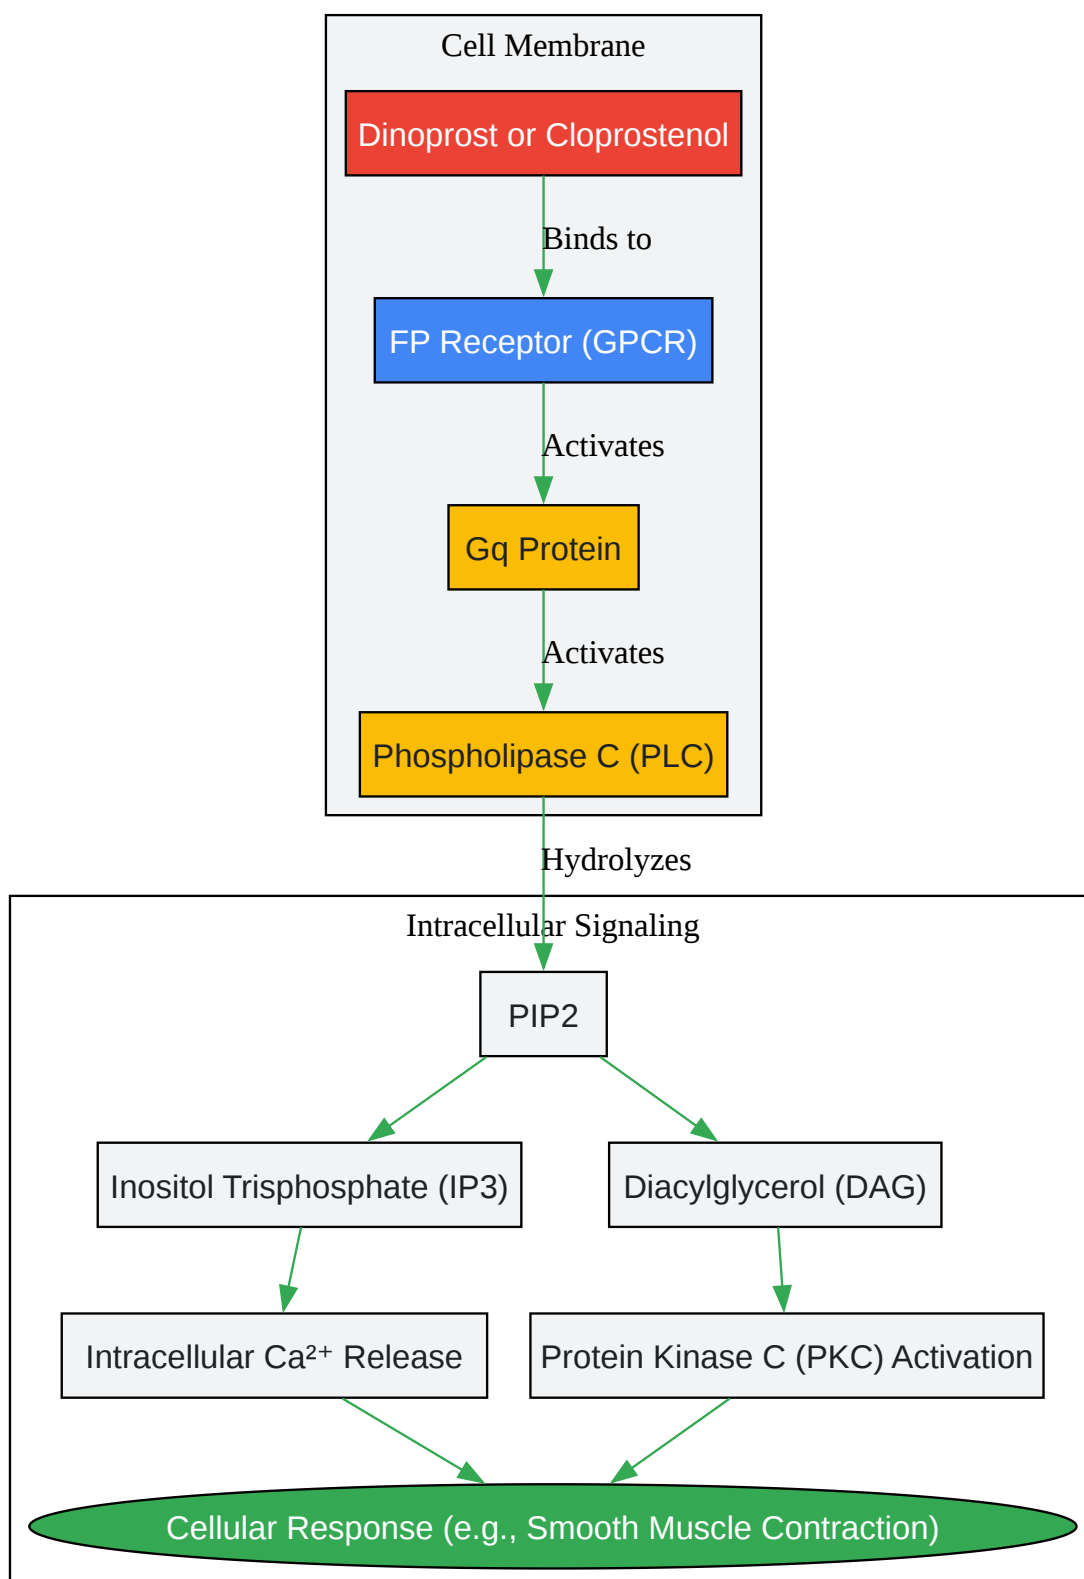 Cell Membrane
Dinoprost or Cloprostenol
Binds to
FP Receptor (GPCR)
Activates
Gq Protein
Activates
Phospholipase C (PLC)
Hydrolyzes
Intracellular Signaling
PIP2
Inositol Trisphosphate (IP3)
Diacylglycerol (DAG)
Intracellular Ca²⁺ Release
Protein Kinase C (PKC) Activation
Cellular Response (e.g., Smooth Muscle Contraction)